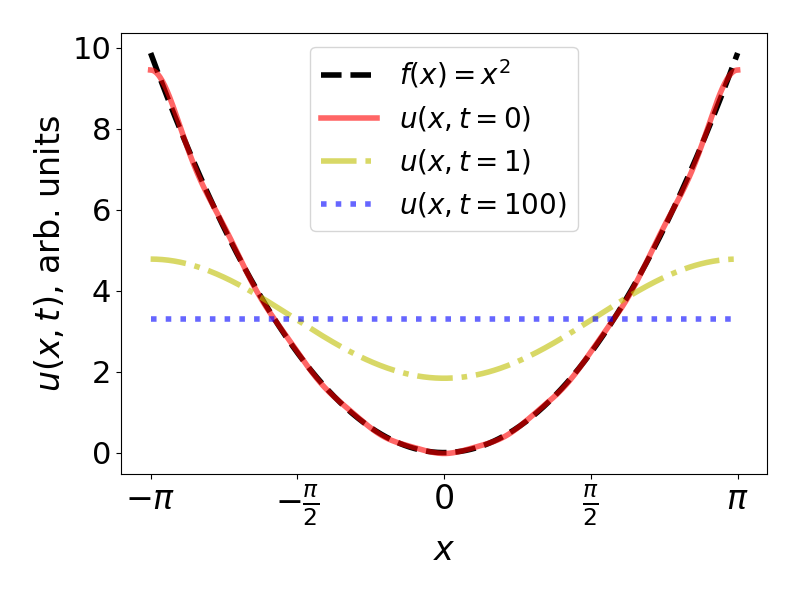 10
8
6
4
2
0
u(x, t), arb. units
f(x) = x²
u(x, t = 0)
u(x, t = 1)
u(x, t = 100)
−π
−π/2
0
π/2
π
x